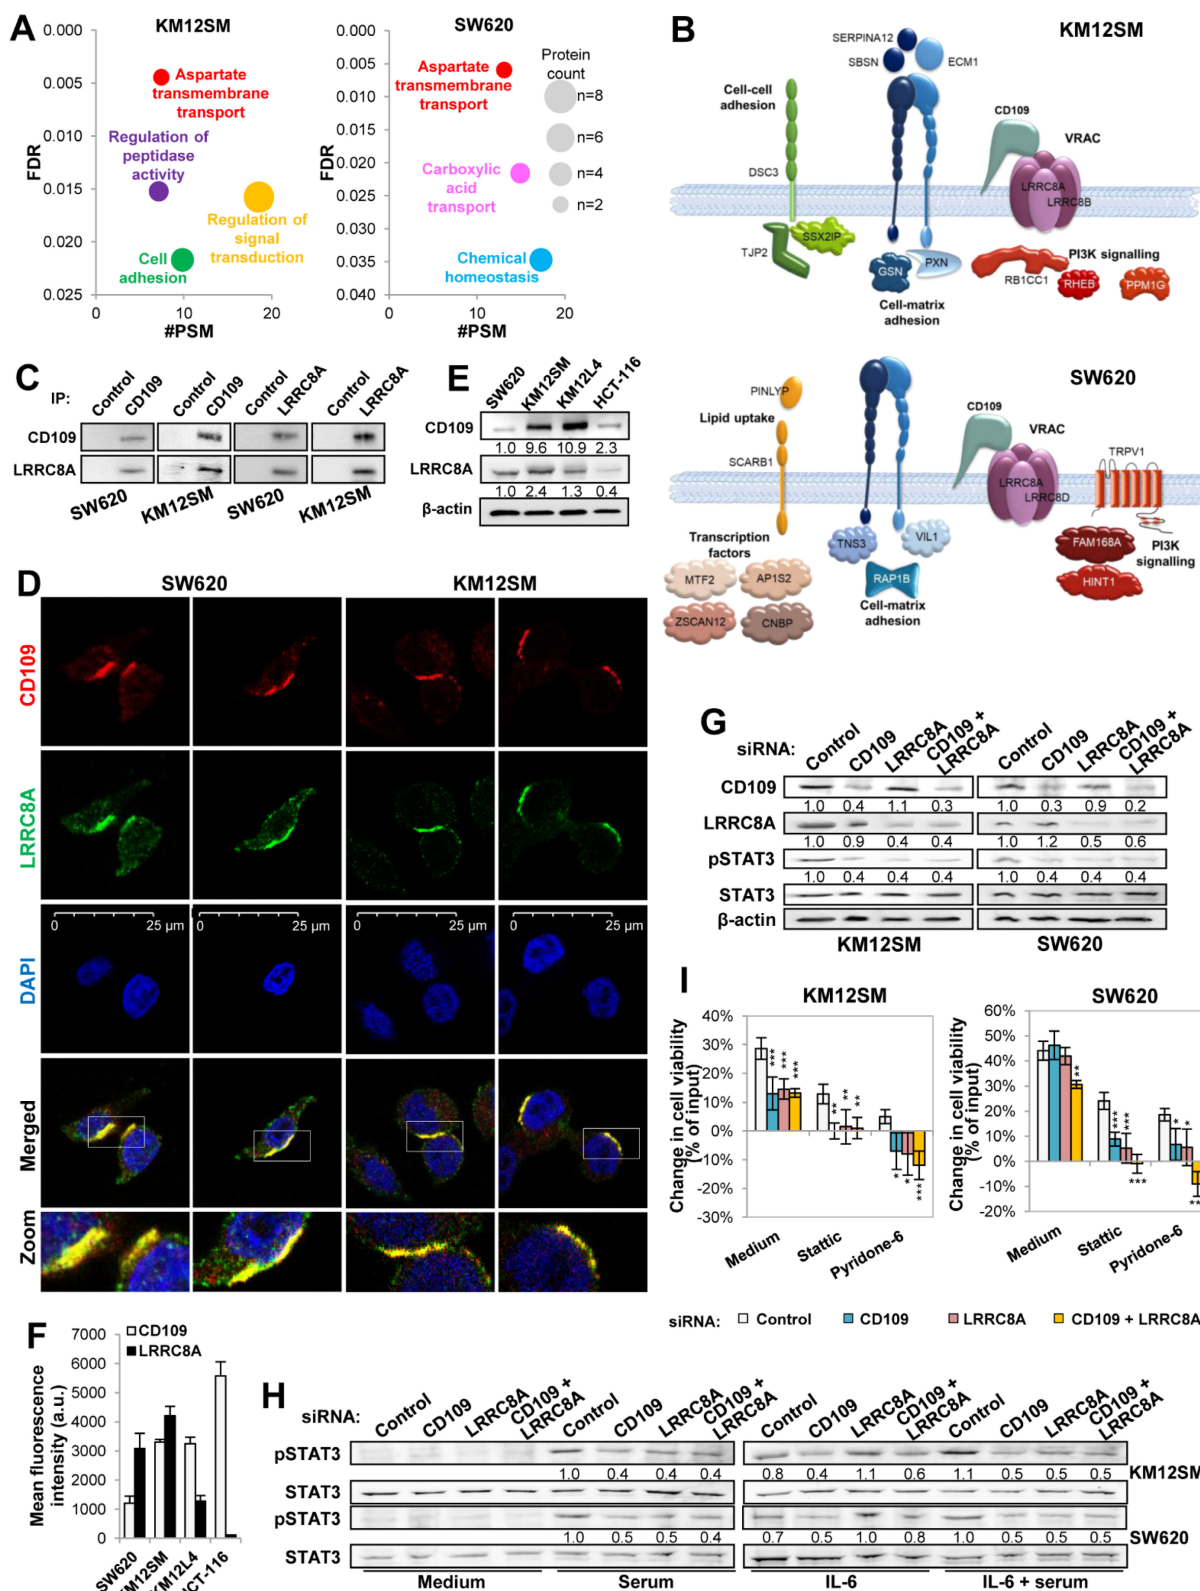 A
KM12SM
SW620
0.000
0.005
0.010
0.015
0.020
0.025
FDR
0
10
20
#PSM
Aspartate
transmembrane
transport
Regulation of
peptidase
activity
Regulation of
signal
transduction
Cell
adhesion
0.000
0.005
0.010
0.015
0.020
0.025
0.030
0.035
0.040
FDR
0
10
20
#PSM
Aspartate
transmembrane
transport
Carboxylic
acid
transport
Chemical
homeostasis
Protein
count
n=8
n=6
n=4
n=2
B
KM12SM
SERPINA12
SBSN
ECM1
Cell-cell
adhesion
CD109
VRAC
DSC3
LRRC8A
LRRC8B
SSX2IP
TJP2
GSN
PXN
PI3K signalling
RB1CC1
RHEB
PPM1G
Cell-matrix
adhesion
SW620
PINLYP
Lipid uptake
CD109
VRAC
TRPV1
SCARB1
LRRC8A
LRRC8D
Transcription
factors
TNS3
VIL1
FAM168A
PI3K
signalling
MTF2
AP1S2
RAP1B
HINT1
ZSCAN12
CNBP
Cell-matrix
adhesion
C
IP:
Control
CD109
Control
CD109
Control
LRRC8A
Control
LRRC8A
CD109
LRRC8A
SW620
KM12SM
SW620
KM12SM
E
SW620
KM12SM
KM12L4
HCT-116
CD109
1.0 9.6 10.9 2.3
LRRC8A
1.0 2.4 1.3 0.4
β-actin
D
SW620
KM12SM
CD109
LRRC8A
DAPI
0 25 µm
0 25 µm
0 25 µm
0 25 µm
Merged
Zoom
G
siRNA:
Control
CD109
LRRC8A
CD109 +
LRRC8A
Control
CD109
LRRC8A
CD109 +
LRRC8A
CD109
1.0 0.4 1.1 0.3 1.0 0.3 0.9 0.2
LRRC8A
1.0 0.9 0.4 0.4 1.0 1.2 0.5 0.6
pSTAT3
1.0 0.4 0.4 0.4 1.0 0.4 0.4 0.4
STAT3
β-actin
KM12SM
SW620
I
KM12SM
SW620
Change in cell viability
(% of input)
40%
30%
20%
10%
0%
-10%
-20%
-30%
*** *** ***
** ** **
* * ***
Medium
Stattic
Pyridone-6
Change in cell viability
(% of input)
60%
50%
40%
30%
20%
10%
0%
-10%
-20%
**
*** *** ***
* * **
Medium
Stattic
Pyridone-6
siRNA: Control CD109 LRRC8A CD109 + LRRC8A
F
CD109
LRRC8A
Mean fluorescence
intensity (a.u.)
7000
6000
5000
4000
3000
2000
1000
0
SW620
KM12SM
KM12L4
HCT-116
H
siRNA:
Control
CD109
LRRC8A
CD109 +
LRRC8A
Control
CD109
LRRC8A
CD109 +
LRRC8A
Control
CD109
LRRC8A
CD109 +
LRRC8A
Control
CD109
LRRC8A
CD109 +
LRRC8A
pSTAT3
1.0 0.4 0.4 0.4 0.8 0.4 1.1 0.6 1.1 0.5 0.5 0.5
KM12SM
STAT3
pSTAT3
1.0 0.5 0.5 0.4 0.7 0.5 1.0 0.8 1.0 0.5 0.5 0.5
SW620
STAT3
Medium
Serum
IL-6
IL-6 + serum